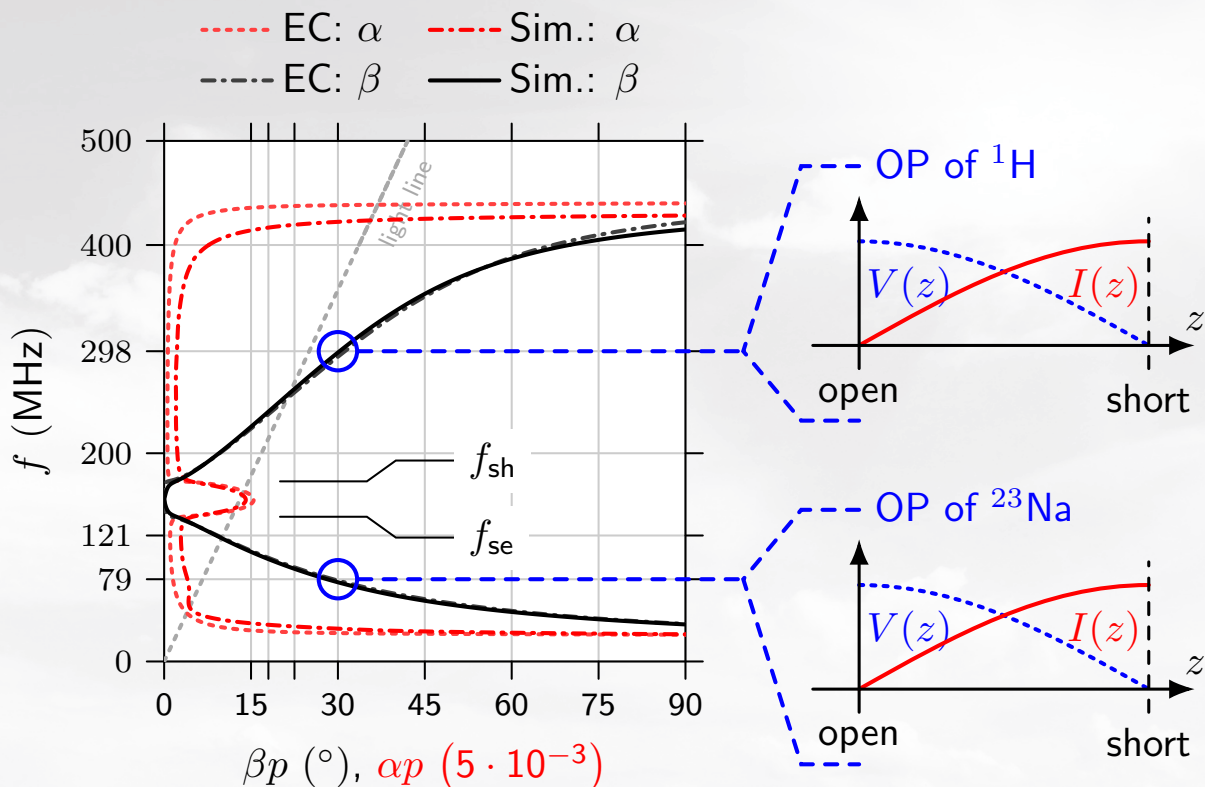 EC: α Sim.: α
EC: β Sim.: β
500
400
298
200
121
79
0
f (MHz)
light line
f_sh
f_se
0 15 30 45 60 75 90
βp (°), αp (5 · 10⁻³)
OP of ¹H
V(z) I(z)
z
open
short
OP of ²³Na
V(z) I(z)
z
open
short